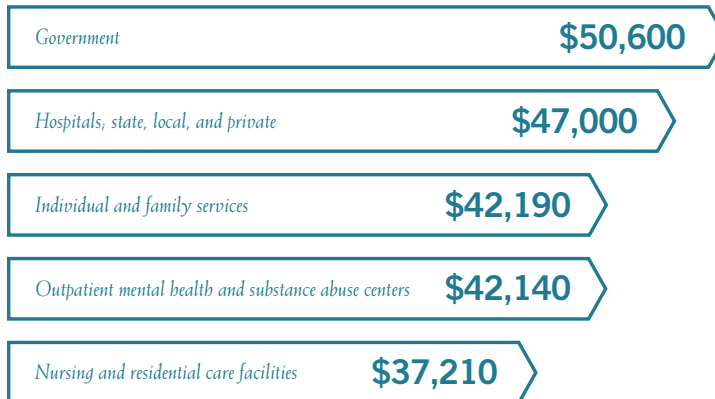 Government $50,600
Hospitals; state, local, and private $47,000
Individual and family services $42,190
Outpatient mental health and substance abuse centers $42,140
Nursing and residential care facilities $37,210